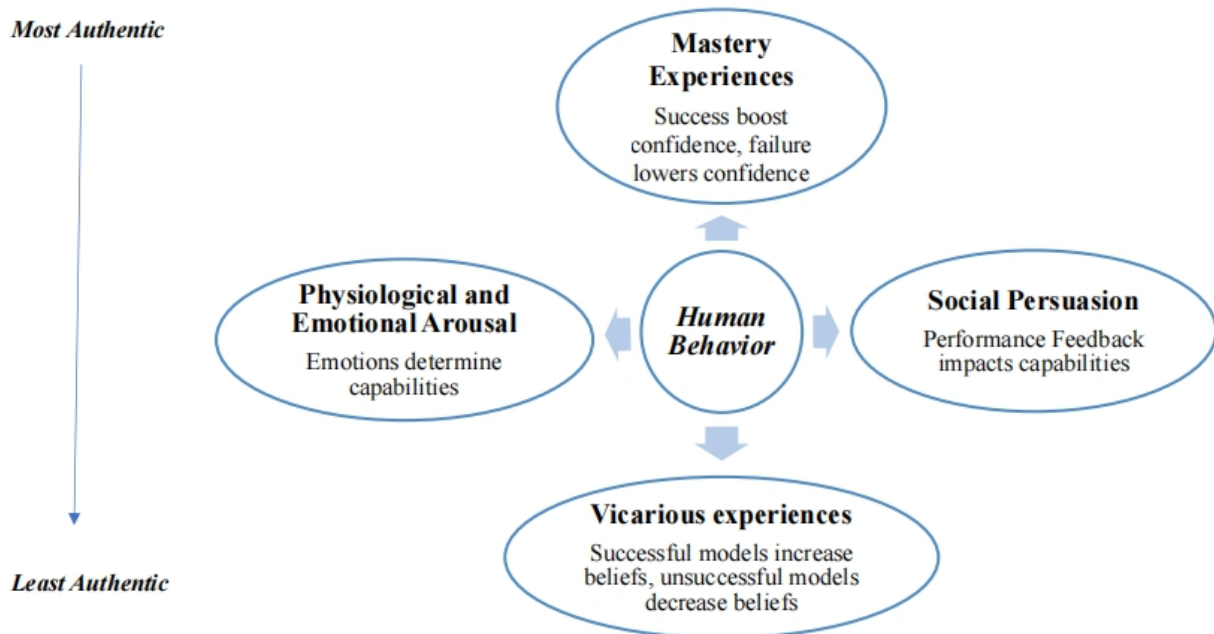 Most Authentic
Mastery
Experiences
Success boost
confidence, failure
lowers confidence
Physiological and
Emotional Arousal
Emotions determine
capabilities
Human
Behavior
Social Persuasion
Performance Feedback
impacts capabilities
Vicarious experiences
Successful models increase
beliefs, unsuccessful models
decrease beliefs
Least Authentic